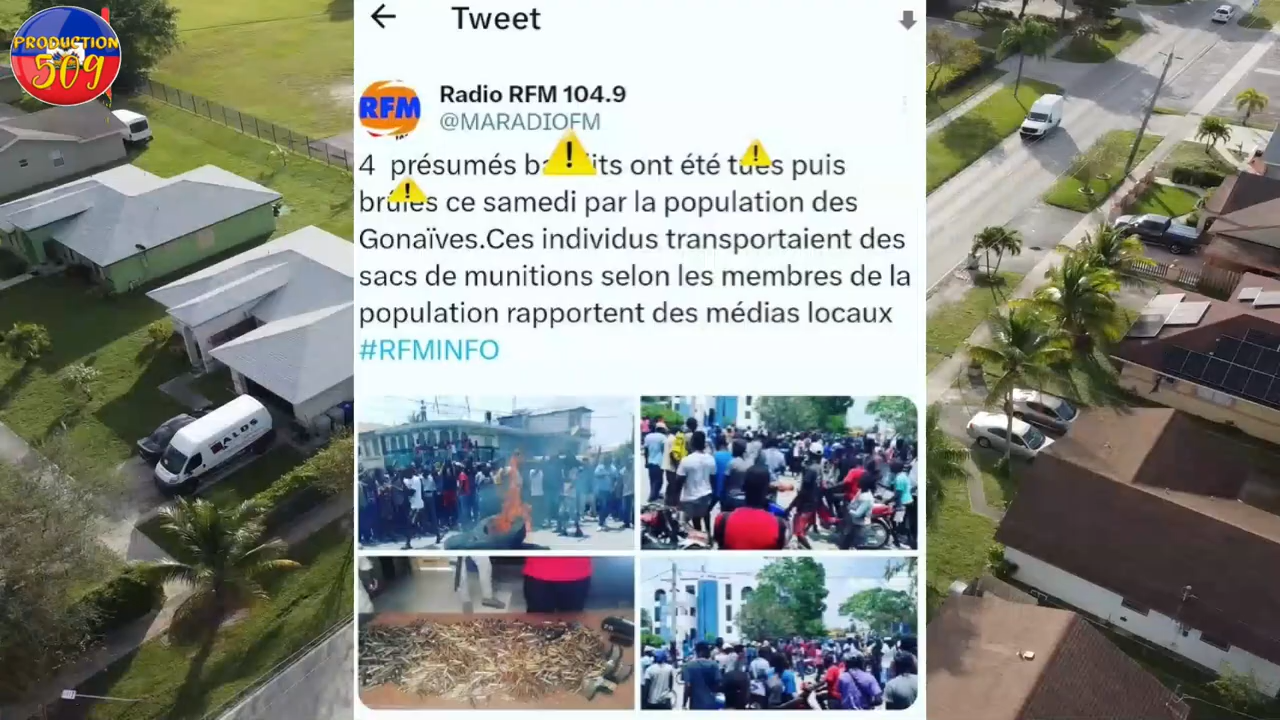 PRODUCTION
509
Tweet
RFM
Radio RFM 104.9
@MARADIOFM
4 présumés ont été tués puis
brûlés ce samedi par la population des
Gonaïves.Ces individus transportaient des
sacs de munitions selon les membres de la
population rapportent des médias locaux
#RFMINFO